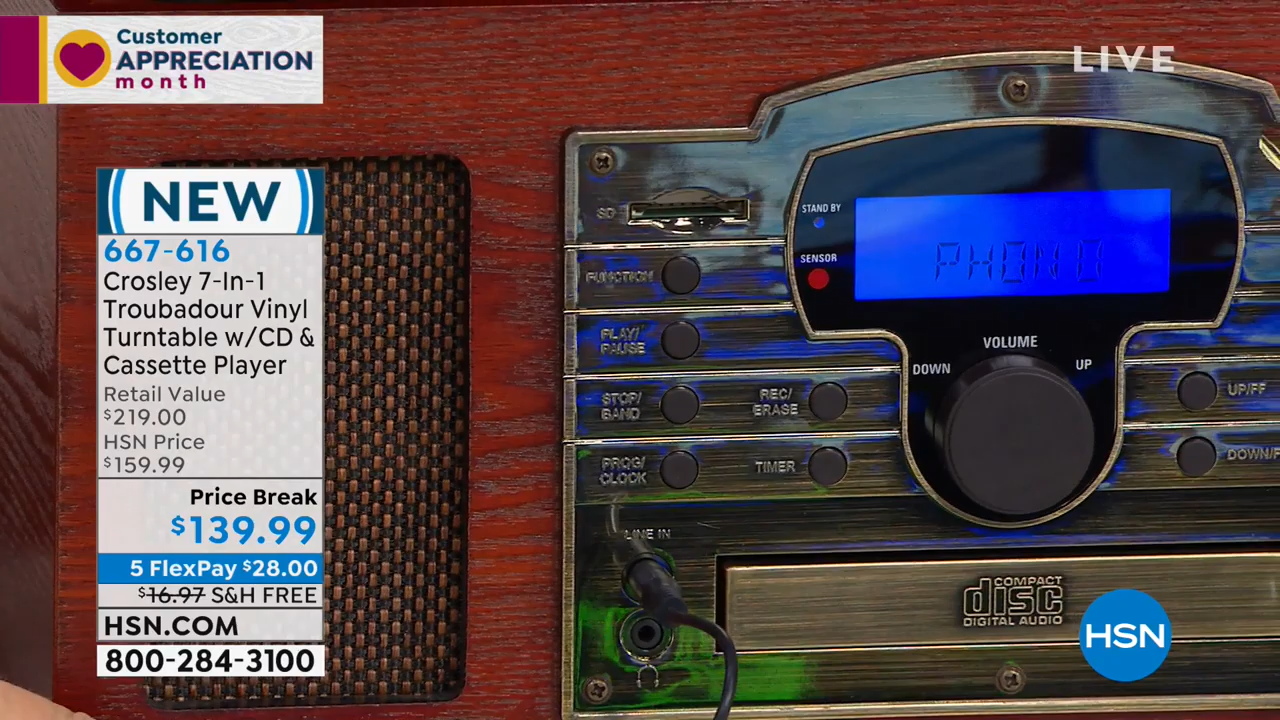 Customer
APPRECIATION
month
LIVE
NEW
667-616
Crosley 7-In-1
Troubadour Vinyl
Turntable w/CD &
Cassette Player
Retail Value
$219.00
HSN Price
$159.99
Price Break
$139.99
5 FlexPay $28.00
$16.97 S&H FREE
HSN.COM
800-284-3100
SD
FUNCTION
PLAY/
PAUSE
STOP/
BAND
REC/
ERASE
PROG/
CLOCK
TIMER
LINE IN
STAND BY
SENSOR
PHONO
VOLUME
DOWN
UP
UP/FF
DOWN/F
COMPACT
disc
DIGITAL AUDIO
HSN